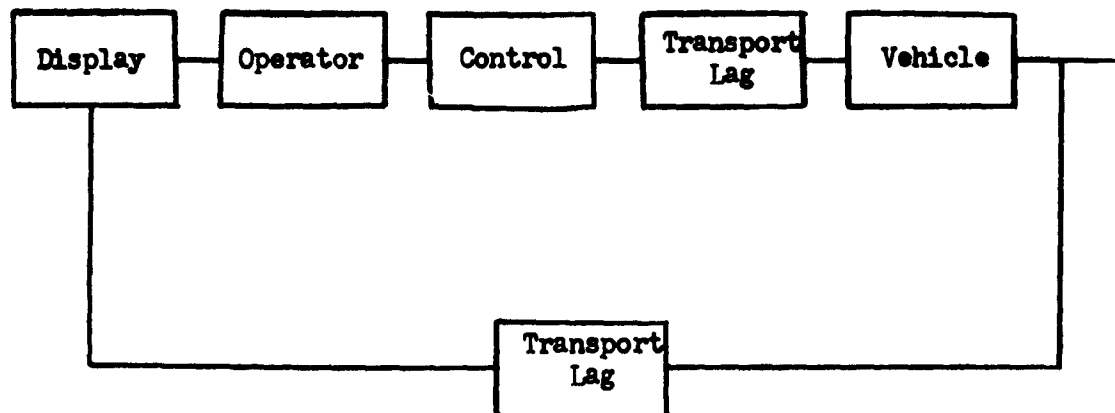 Display
Operator
Control
Transport
Lag
Vehicle
Transport
Lag